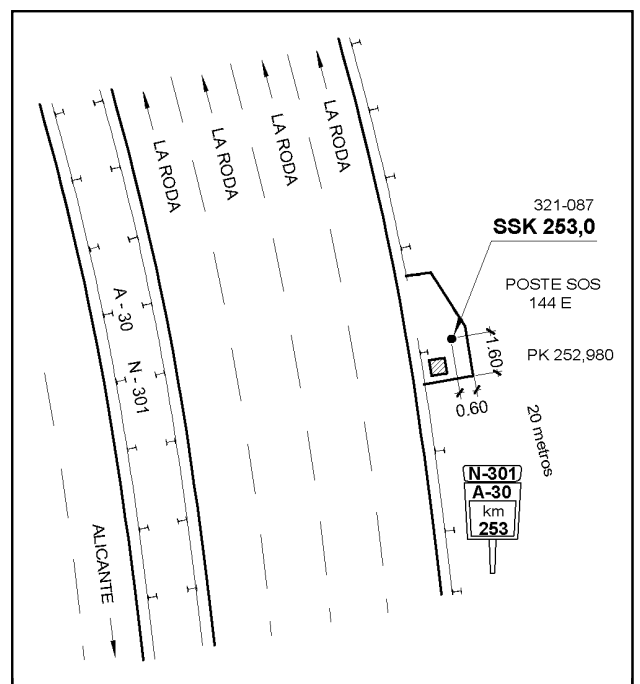 LA RODA
LA RODA
LA RODA
LA RODA
321-087
SSK 253,0
POSTE SOS
144 E
PK 252,980
1.60
0.60
20 metros
A - 30
N - 301
N-301
A-30
km
253
ALICANTE